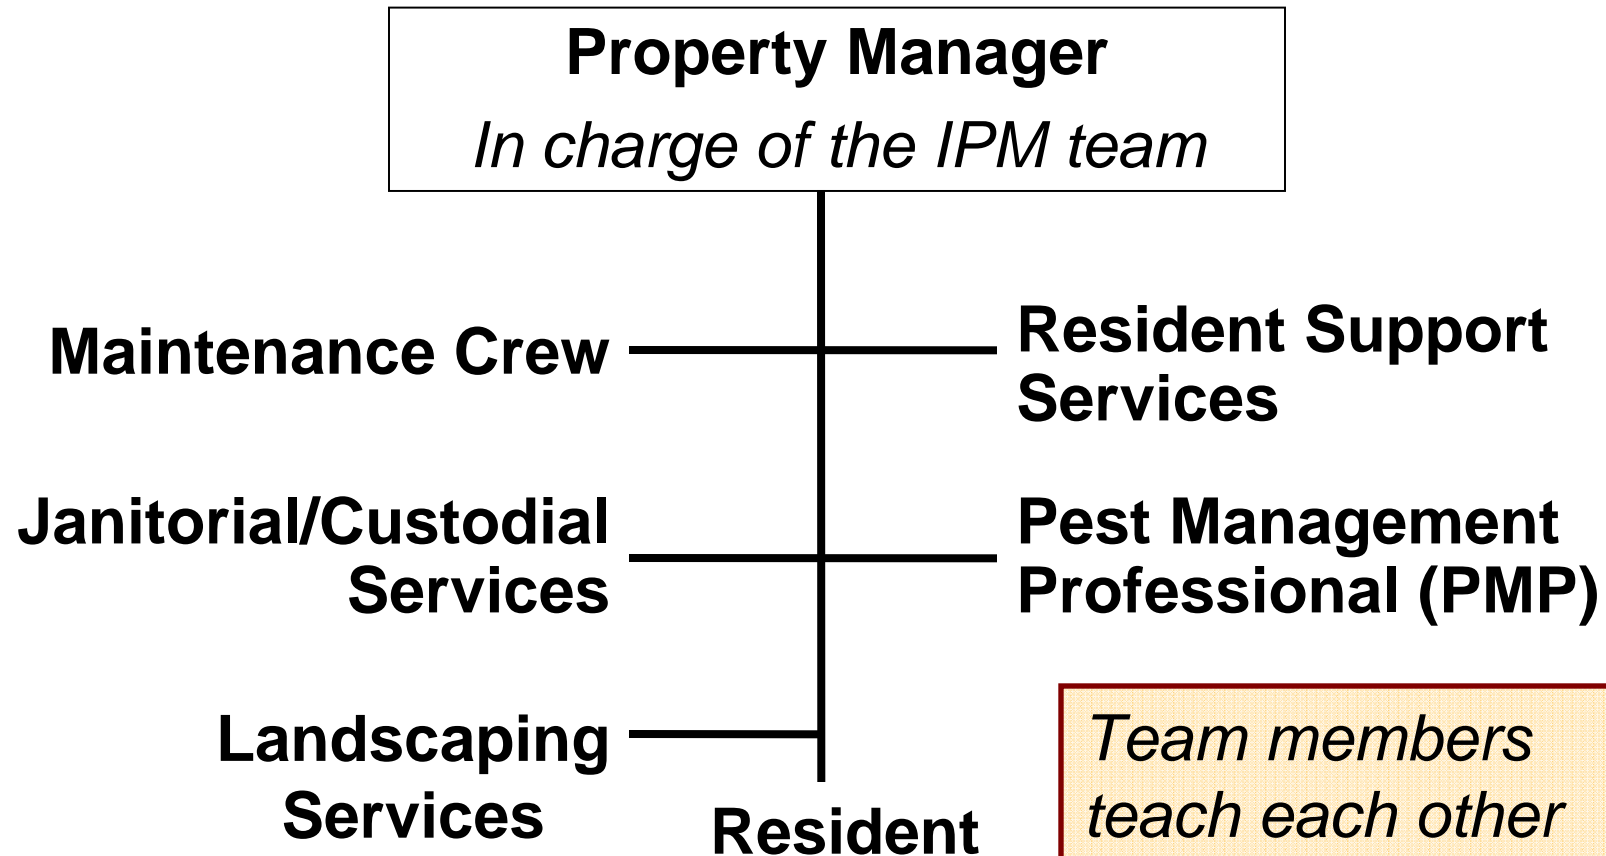 Property Manager
In charge of the IPM team
Maintenance Crew
Resident Support
Services
Janitorial/Custodial
Services
Pest Management
Professional (PMP)
Landscaping
Services
Resident
Team members
teach each other